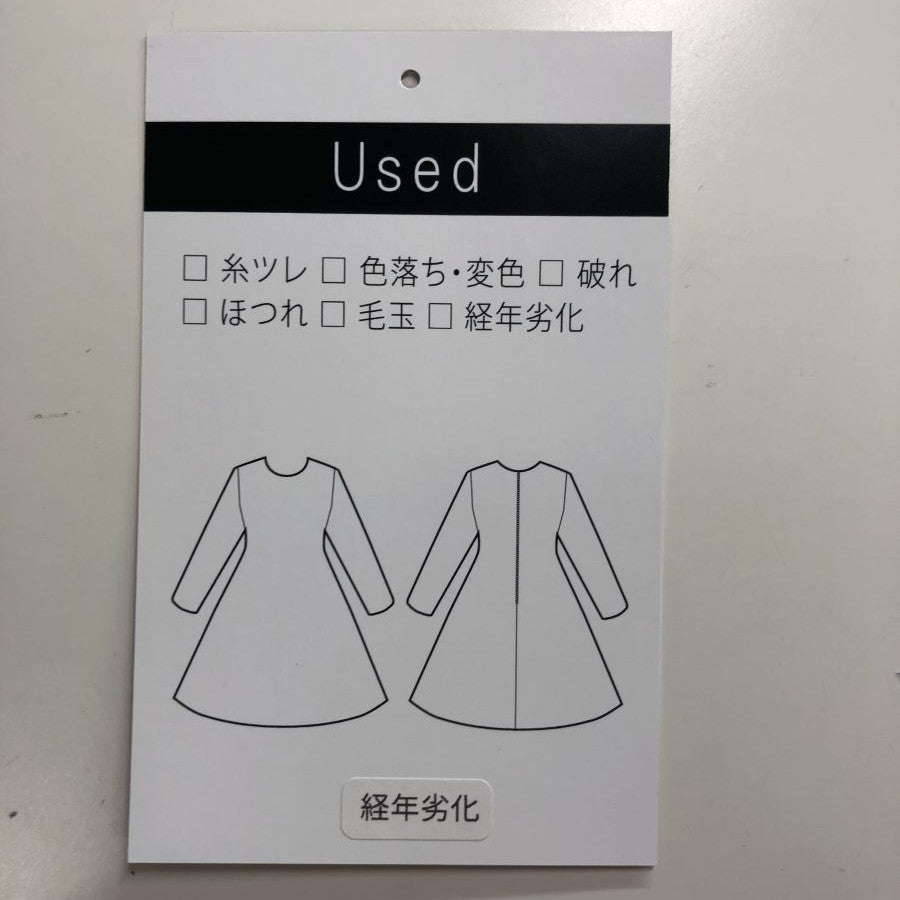 Used
□ 糸ツレ □ 色落ち・変色 □ 破れ
□ ほつれ □ 毛玉 □ 経年劣化
経年劣化